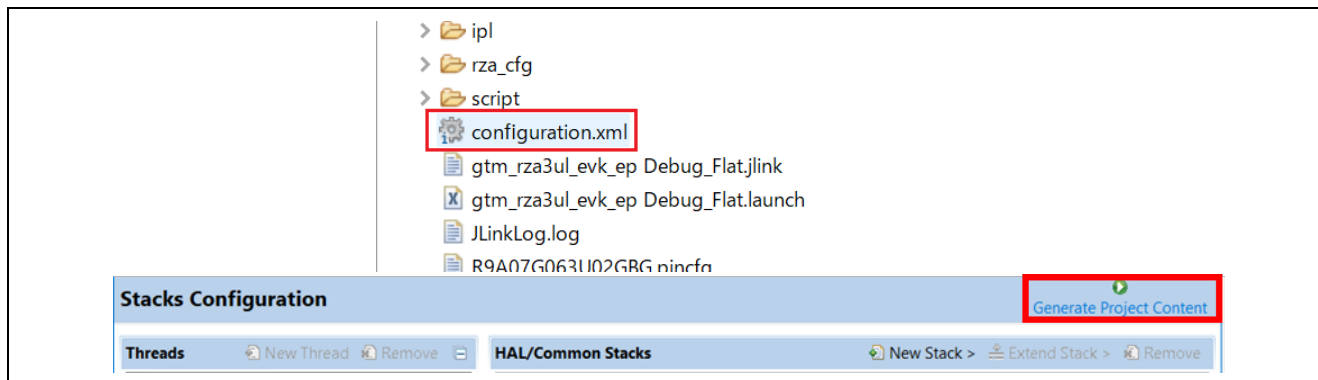 ipl
rza_cfg
script
configuration.xml
gtm_rza3ul_evk_ep Debug_Flat.jlink
gtm_rza3ul_evk_ep Debug_Flat.launch
JLinkLog.log
R9A07G063U02GBG.pincfg
Stacks Configuration
Generate Project Content
Threads New Thread Remove HAL/Common Stacks New Stack > Extend Stack > Remove